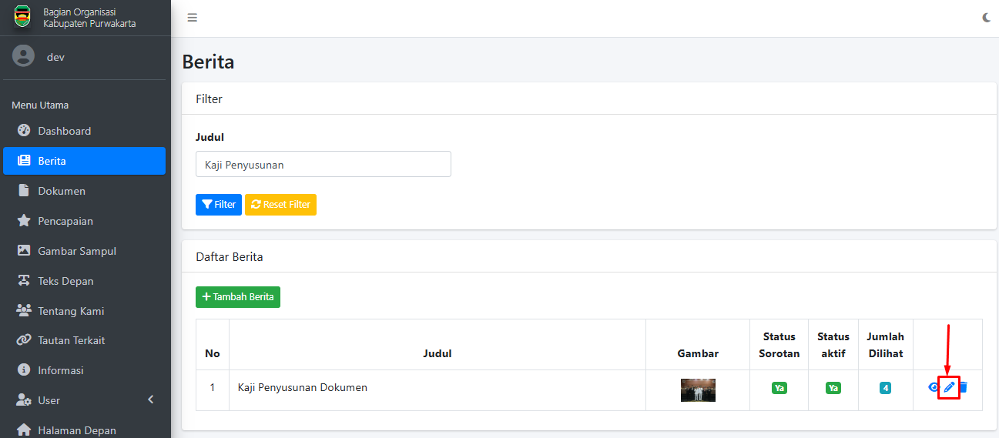 Bagian Organisasi
Kabupaten Purwakarta
dev
Menu Utama
Dashboard
Berita
Dokumen
Pencapaian
Gambar Sampul
Teks Depan
Tentang Kami
Tautan Terkait
Informasi
User
Halaman Depan
Berita
Filter
Judul
Kaji Penyusunan
Filter Reset Filter
Daftar Berita
Tambah Berita
No Judul Gambar Status Sorotan Status aktif Jumlah Dilihat
1 Kaji Penyusunan Dokumen Ya Ya 4